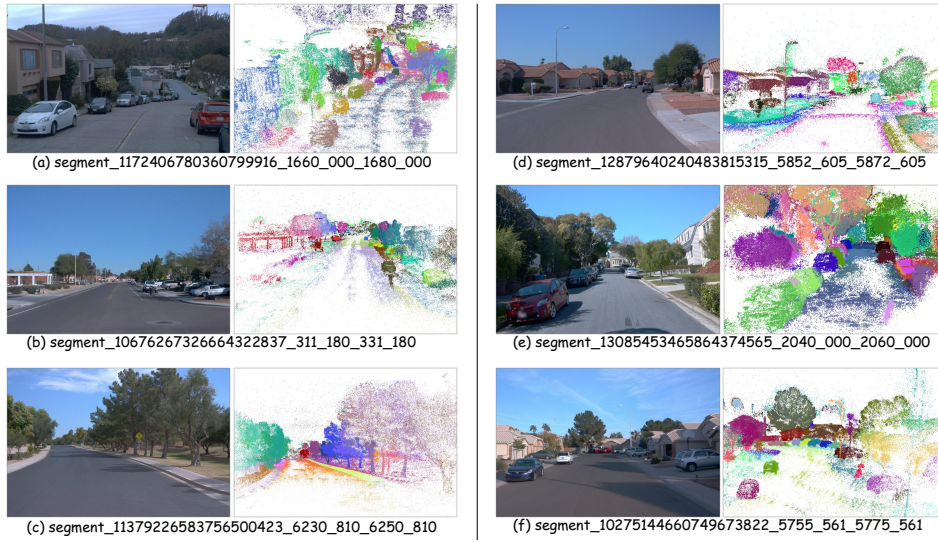 (a) segment_11724067803607999​16_1660_000_1680_000
(b) segment_10676267326664322837_311_180_331_180
(c) segment_11379226583756500423_6230_810_6250_810
(d) segment_12879640240483815315_5852_605_5872_605
(e) segment_13085453465864374565_2040_000_2060_000
(f) segment_10275144660749673822_5755_561_5775_561